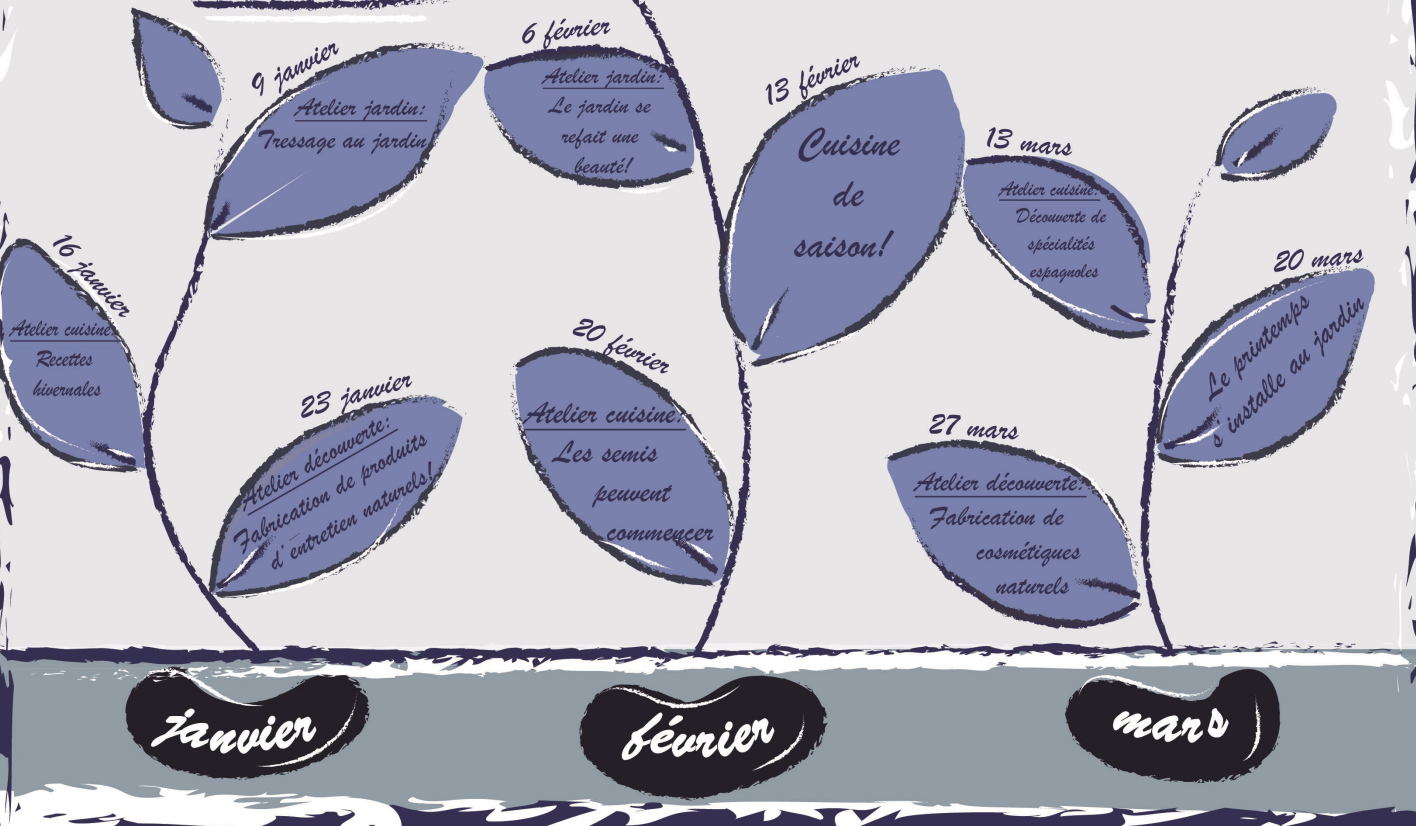 9 janvier
Atelier jardin:
Tressage au jardin
16 janvier
Atelier cuisine:
Recettes
hivernales
23 janvier
Atelier découverte:
Fabrication de produits
d'entretien naturels!
6 février
Atelier jardin:
Le jardin se
refait une
beauté!
13 février
Cuisine
de
saison!
20 février
Atelier cuisine:
Les semis
peuvent
commencer
13 mars
Atelier cuisine:
Découverte de
spécialités
espagnoles
20 mars
Le printemps
s'installe au jardin
27 mars
Atelier découverte:
Fabrication de
cosmétiques
naturels
janvier
février
mars